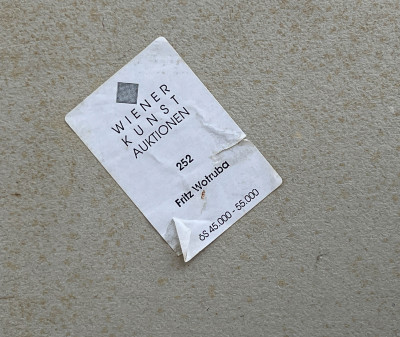 WIENER
KUNST
AUKTIONEN
252
Fritz Wotruba
öS 45.000 - 55.000